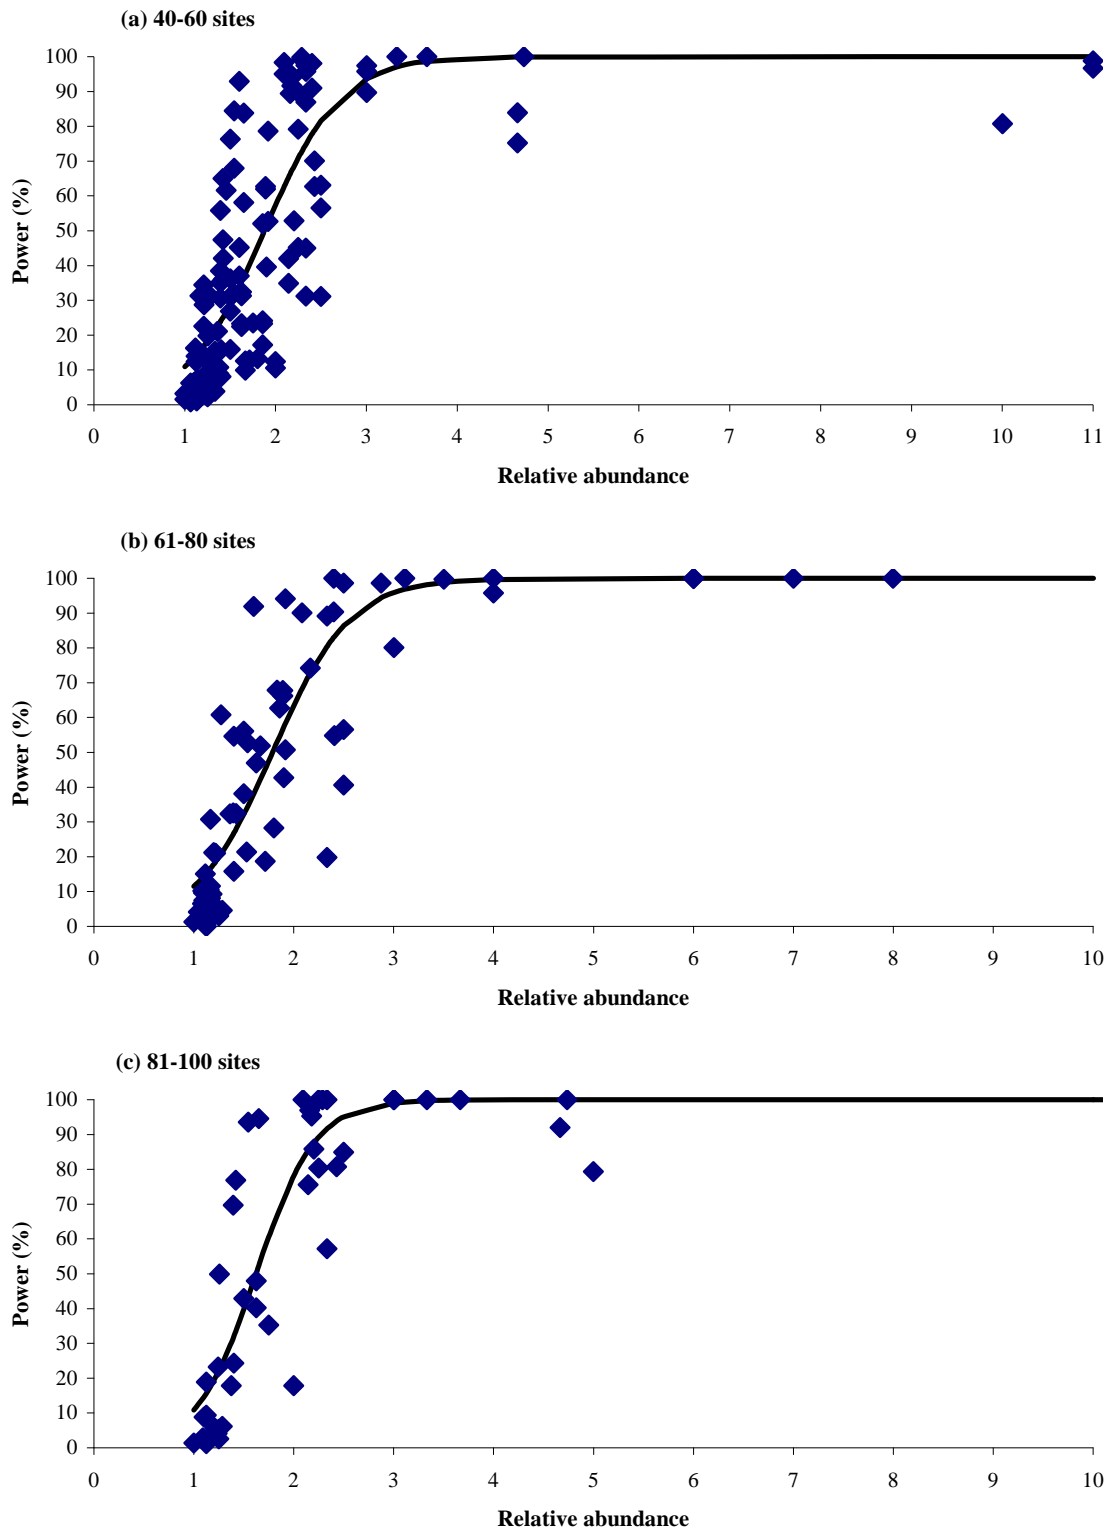 (a) 40-60 sites
100
90
80
70
60
50
40
30
20
10
0
Power (%)
0 1 2 3 4 5 6 7 8 9 10 11
Relative abundance
(b) 61-80 sites
100
90
80
70
60
50
40
30
20
10
0
Power (%)
0 1 2 3 4 5 6 7 8 9 10
Relative abundance
(c) 81-100 sites
100
90
80
70
60
50
40
30
20
10
0
Power (%)
0 1 2 3 4 5 6 7 8 9 10
Relative abundance